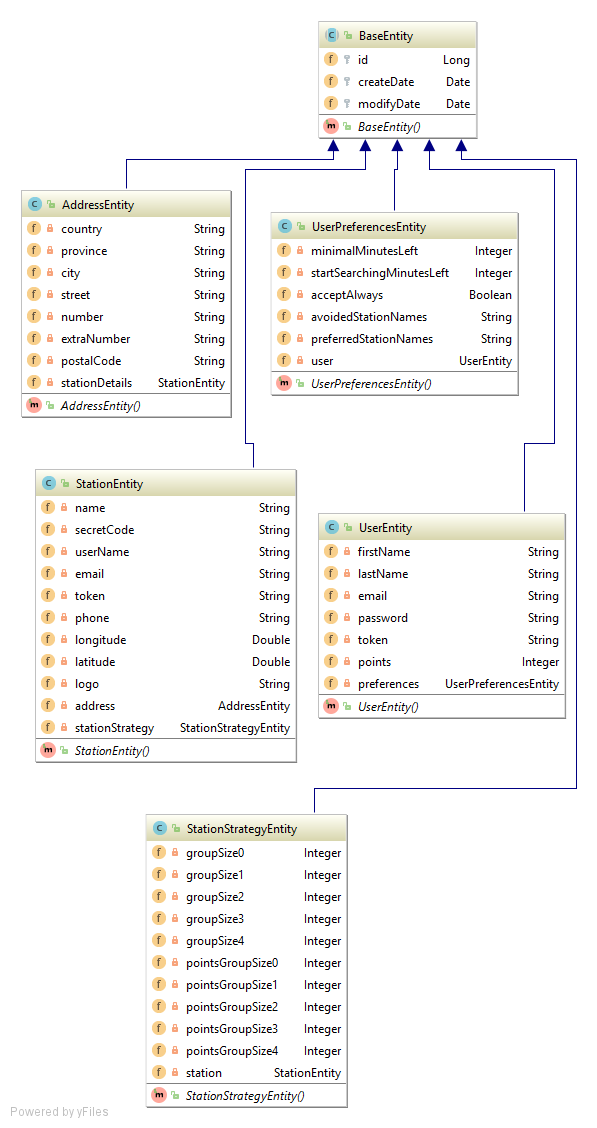 C BaseEntity
f id Long
f createDate Date
f modifyDate Date
m BaseEntity()
C AddressEntity
f country String
f province String
f city String
f street String
f number String
f extraNumber String
f postalCode String
f stationDetails StationEntity
m AddressEntity()
C UserPreferencesEntity
f minimalMinutesLeft Integer
f startSearchingMinutesLeft Integer
f acceptAlways Boolean
f avoidedStationNames String
f preferredStationNames String
f user UserEntity
m UserPreferencesEntity()
C StationEntity
f name String
f secretCode String
f userName String
f email String
f token String
f phone String
f longitude Double
f latitude Double
f logo String
f address AddressEntity
f stationStrategy StationStrategyEntity
m StationEntity()
C UserEntity
f firstName String
f lastName String
f email String
f password String
f token String
f points Integer
f preferences UserPreferencesEntity
m UserEntity()
C StationStrategyEntity
f groupSize0 Integer
f groupSize1 Integer
f groupSize2 Integer
f groupSize3 Integer
f groupSize4 Integer
f pointsGroupSize0 Integer
f pointsGroupSize1 Integer
f pointsGroupSize2 Integer
f pointsGroupSize3 Integer
f pointsGroupSize4 Integer
f station StationEntity
m StationStrategyEntity()
Powered by yFiles